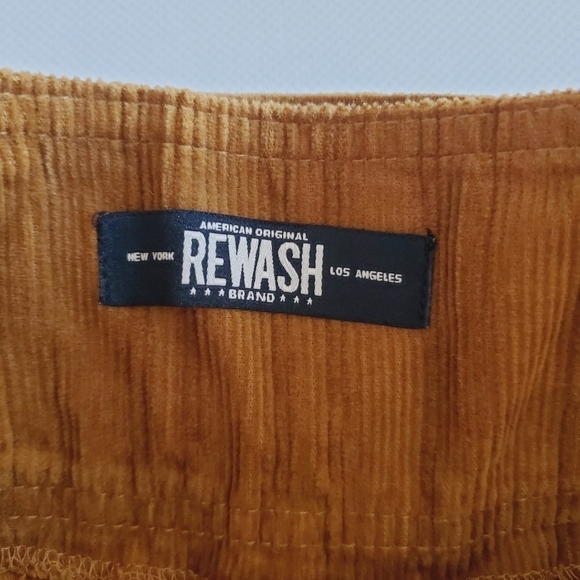 AMERICAN ORIGINAL
NEW YORK REWASH LOS ANGELES
*** BRAND ***